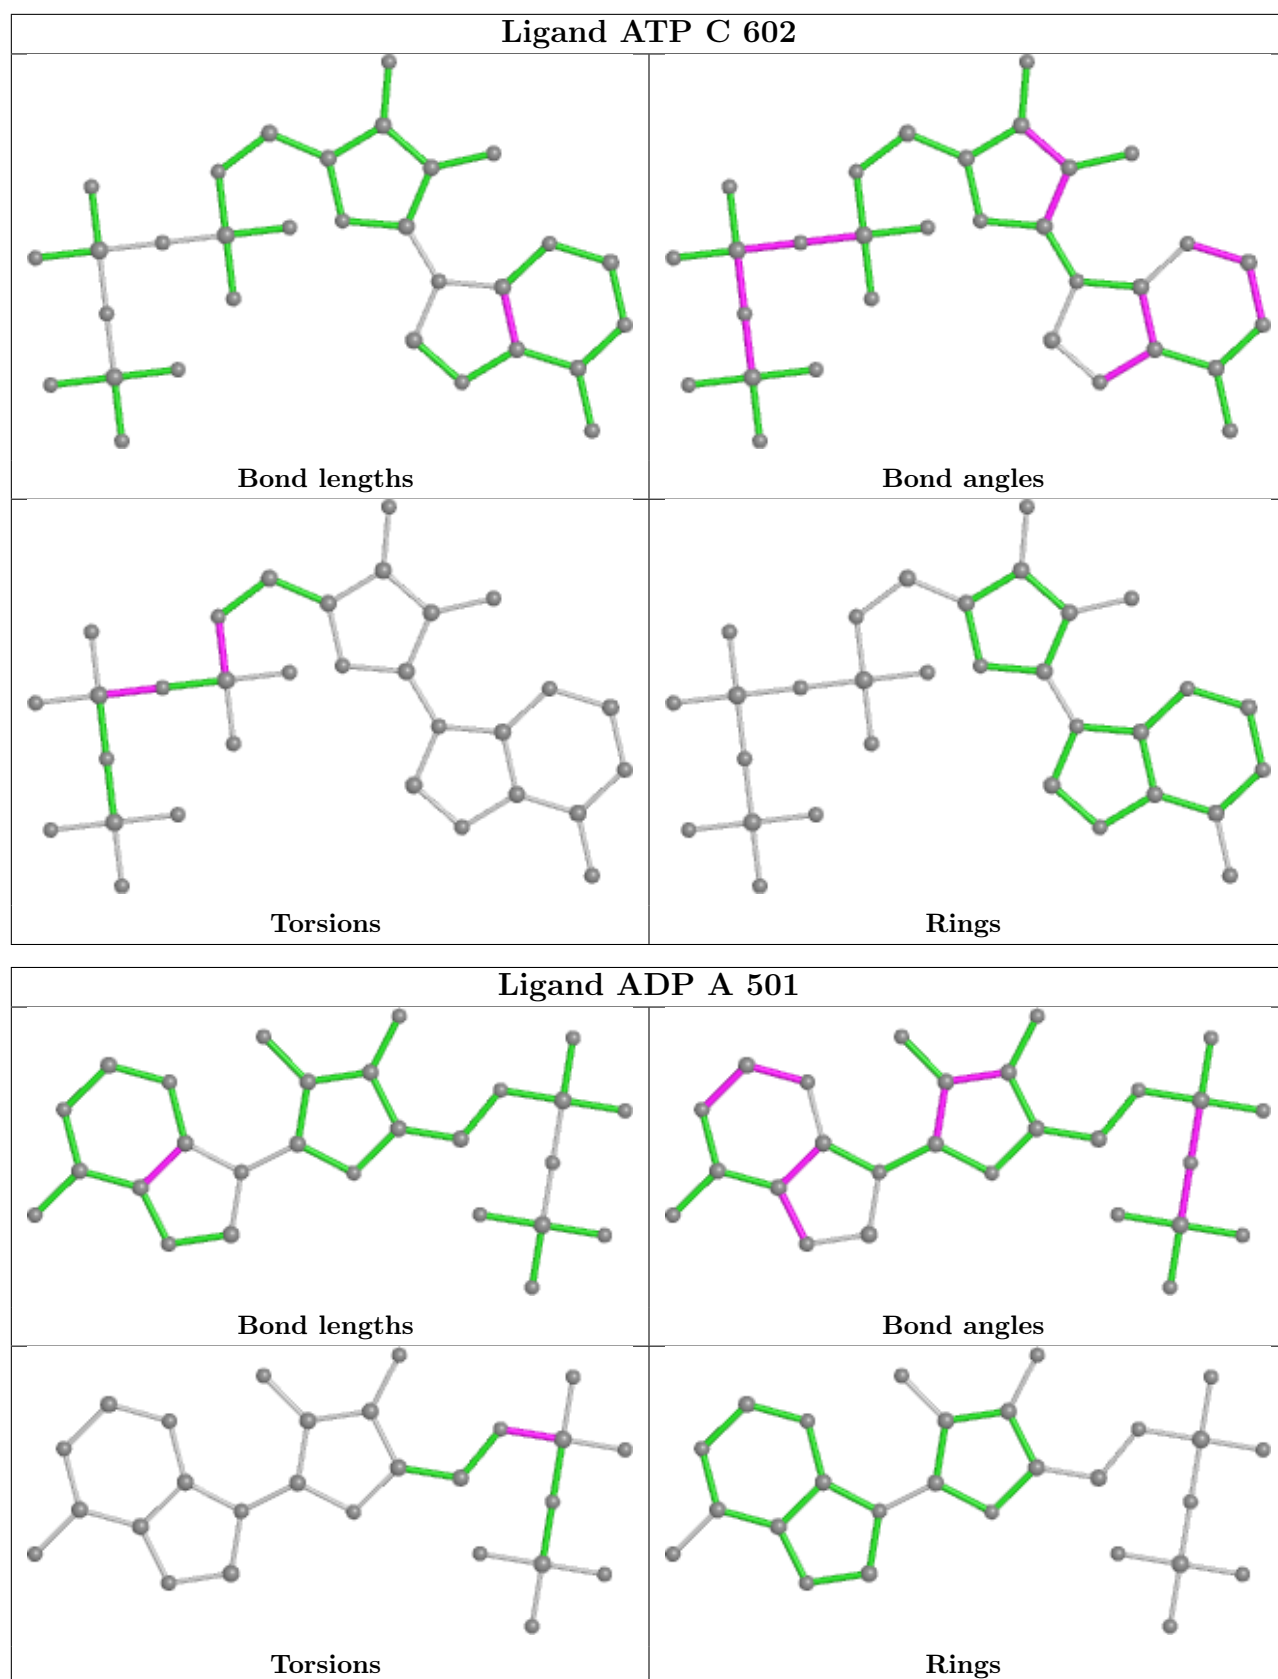 Ligand ATP C 602
Bond lengths
Bond angles
Torsions
Rings
Ligand ADP A 501
Bond lengths
Bond angles
Torsions
Rings